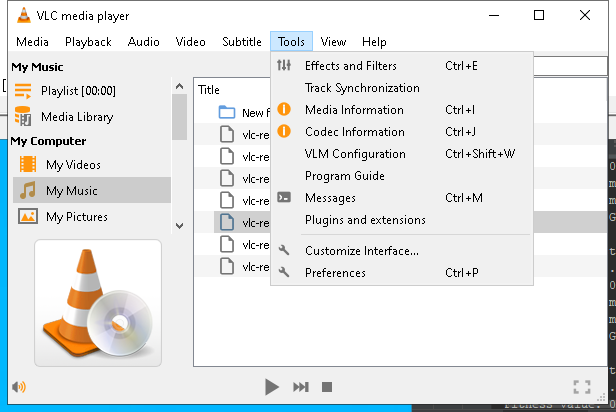 VLC media player
Media Playback Audio Video Subtitle Tools View Help
My Music
Playlist [00:00]
Media Library
My Computer
My Videos
My Music
My Pictures
Title
New f
vlc-re
vlc-re
vlc-re
vlc-re
vlc-re
vlc-re
vlc-re
Effects and Filters Ctrl+E
Track Synchronization
Media Information Ctrl+I
Codec Information Ctrl+J
VLM Configuration Ctrl+Shift+W
Program Guide
Messages Ctrl+M
Plugins and extensions
Customize Interface...
Preferences Ctrl+P